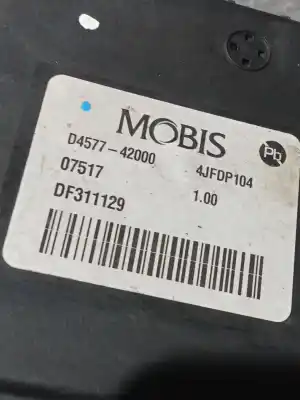 MOBIS
Pb
D4577-42000 4JFDP104
07517 1.00
DF311129